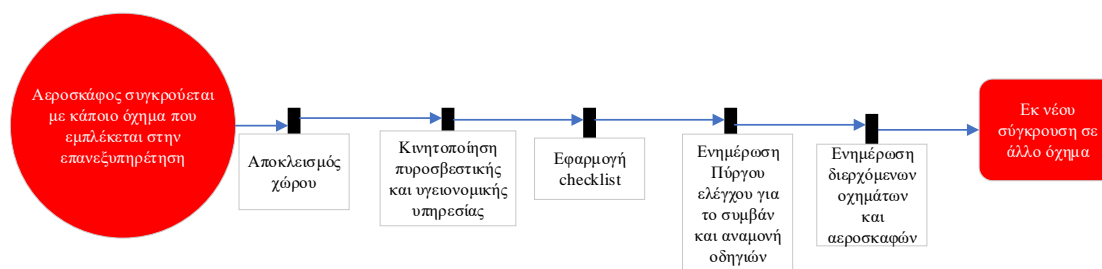 Αεροσκάφος συγκρούεται
με κάποιο όχημα που
εμπλέκεται στην
επανεξυπηρέτηση
Αποκλεισμός
χώρου
Κινητοποίηση
πυροσβεστικής
και υγειονομικής
υπηρεσίας
Εφαρμογή
checklist
Ενημέρωση
Πύργου
ελέγχου για
το συμβάν
και αναμονή
οδηγιών
Ενημέρωση
διερχόμενων
οχημάτων
και
αεροσκαφών
Εκ νέου
σύγκρουση σε
άλλο όχημα